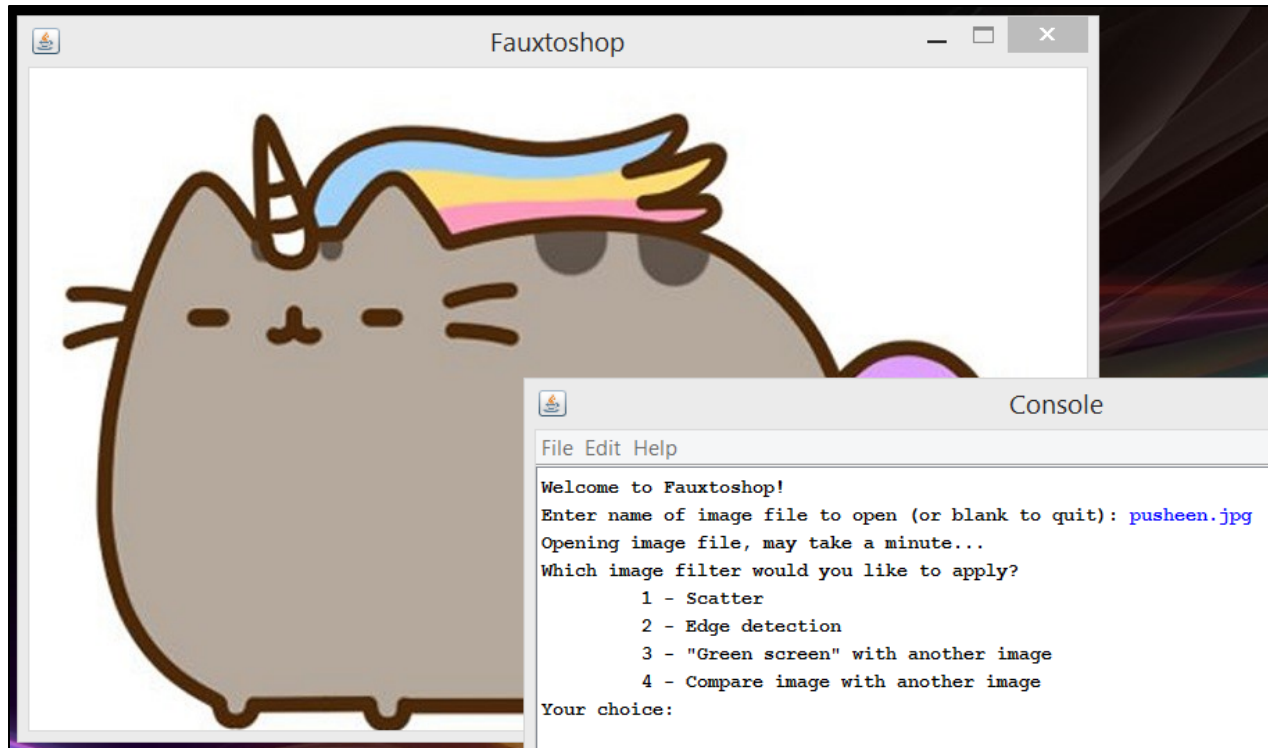 Fauxtoshop
Console
File Edit Help
Welcome to Fauxtoshop!
Enter name of image file to open (or blank to quit): pusheen.jpg
Opening image file, may take a minute...
Which image filter would you like to apply?
1 - Scatter
2 - Edge detection
3 - "Green screen" with another image
4 - Compare image with another image
Your choice: